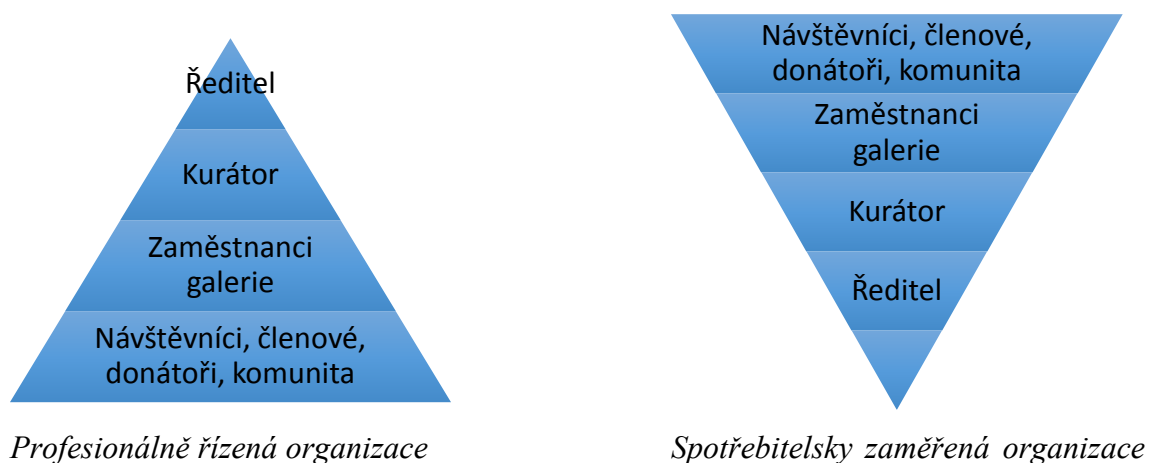 Ředitel
Kurátor
Zaměstnanci
galerie
Návštěvníci, členové,
donátoři, komunita
Profesionálně řízená organizace
Návštěvníci, členové,
donátoři, komunita
Zaměstnanci
galerie
Kurátor
Ředitel
Spotřebitelsky zaměřená organizace